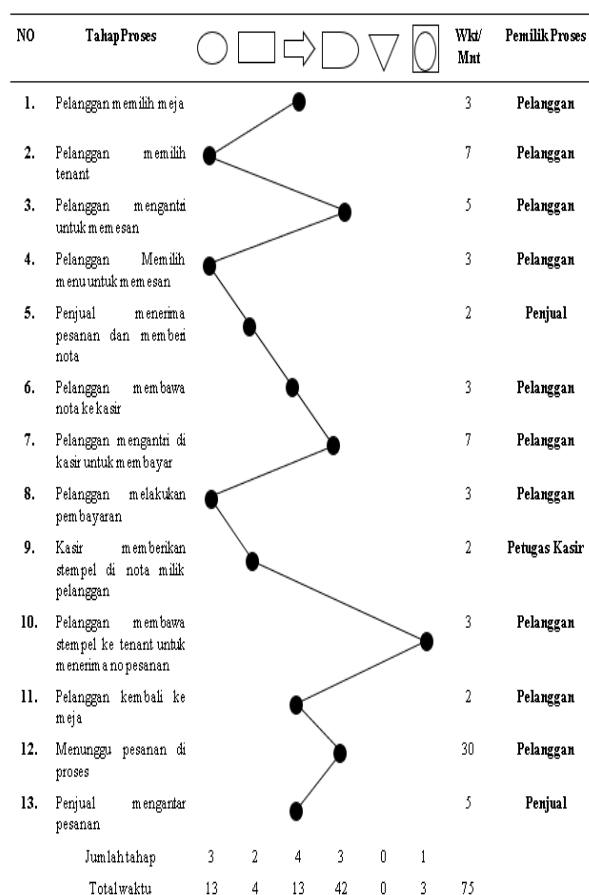 NO Tahap Proses Wkt/ Mnt Pemilik Proses
1. Pelanggan memilih meja 3 Pelanggan
2. Pelanggan memilih 7 Pelanggan
tenant
3. Pelanggan mengantri 5 Pelanggan
untuk memesan
4. Pelanggan Memilih 3 Pelanggan
menu untuk memesan
5. Penjual menerima 2 Penjual
pesanan dan memberi
nota
6. Pelanggan membawa 3 Pelanggan
nota ke kasir
7. Pelanggan mengantri di 7 Pelanggan
kasir untuk membayar
8. Pelanggan melakukan 3 Pelanggan
pembayaran
9. Kasir memberikan 2 Petugas Kasir
stempel di nota milik
pelanggan
10. Pelanggan membawa 3 Pelanggan
stempel ke tenant untuk
menerima no pesanan
11. Pelanggan kembali ke 2 Pelanggan
meja
12. Menunggu pesanan di 30 Pelanggan
proses
13. Penjual mengantar 5 Penjual
pesanan
Jumlah tahap 3 2 4 3 0 1
Total waktu 13 4 13 42 0 3 75